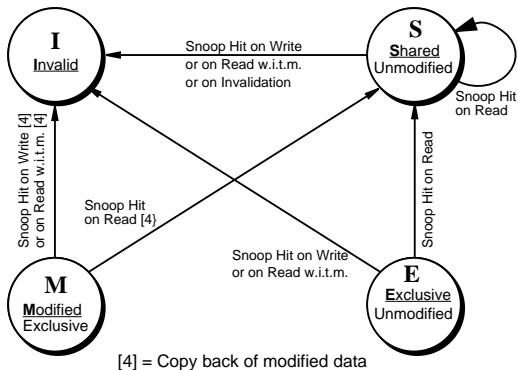 I
Invalid
S
Shared
Unmodified
Snoop Hit on Write
or on Read w.i.t.m.
or on Invalidation
Snoop Hit
on Read
Snoop Hit on Write [4]
or on Read w.i.t.m. [4]
Snoop Hit
on Read [4}
Snoop Hit on Read
Snoop Hit on Write
or on Read w.i.t.m.
M
Modified
Exclusive
E
Exclusive
Unmodified
[4] = Copy back of modified data